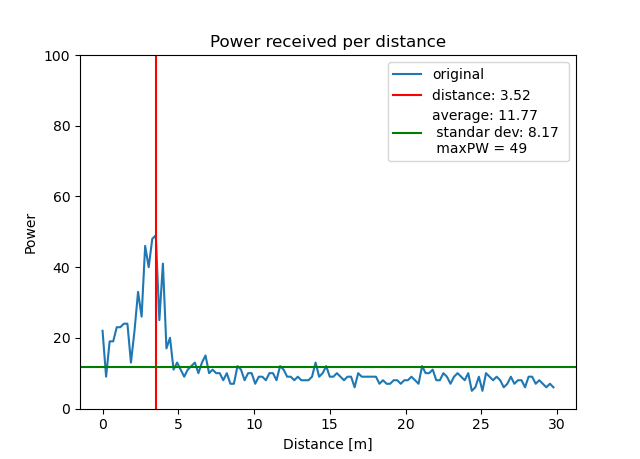 Power received per distance
100
80
60
40
20
0
Power
original
distance: 3.52
average: 11.77
standar dev: 8.17
maxPW = 49
0 5 10 15 20 25 30
Distance [m]